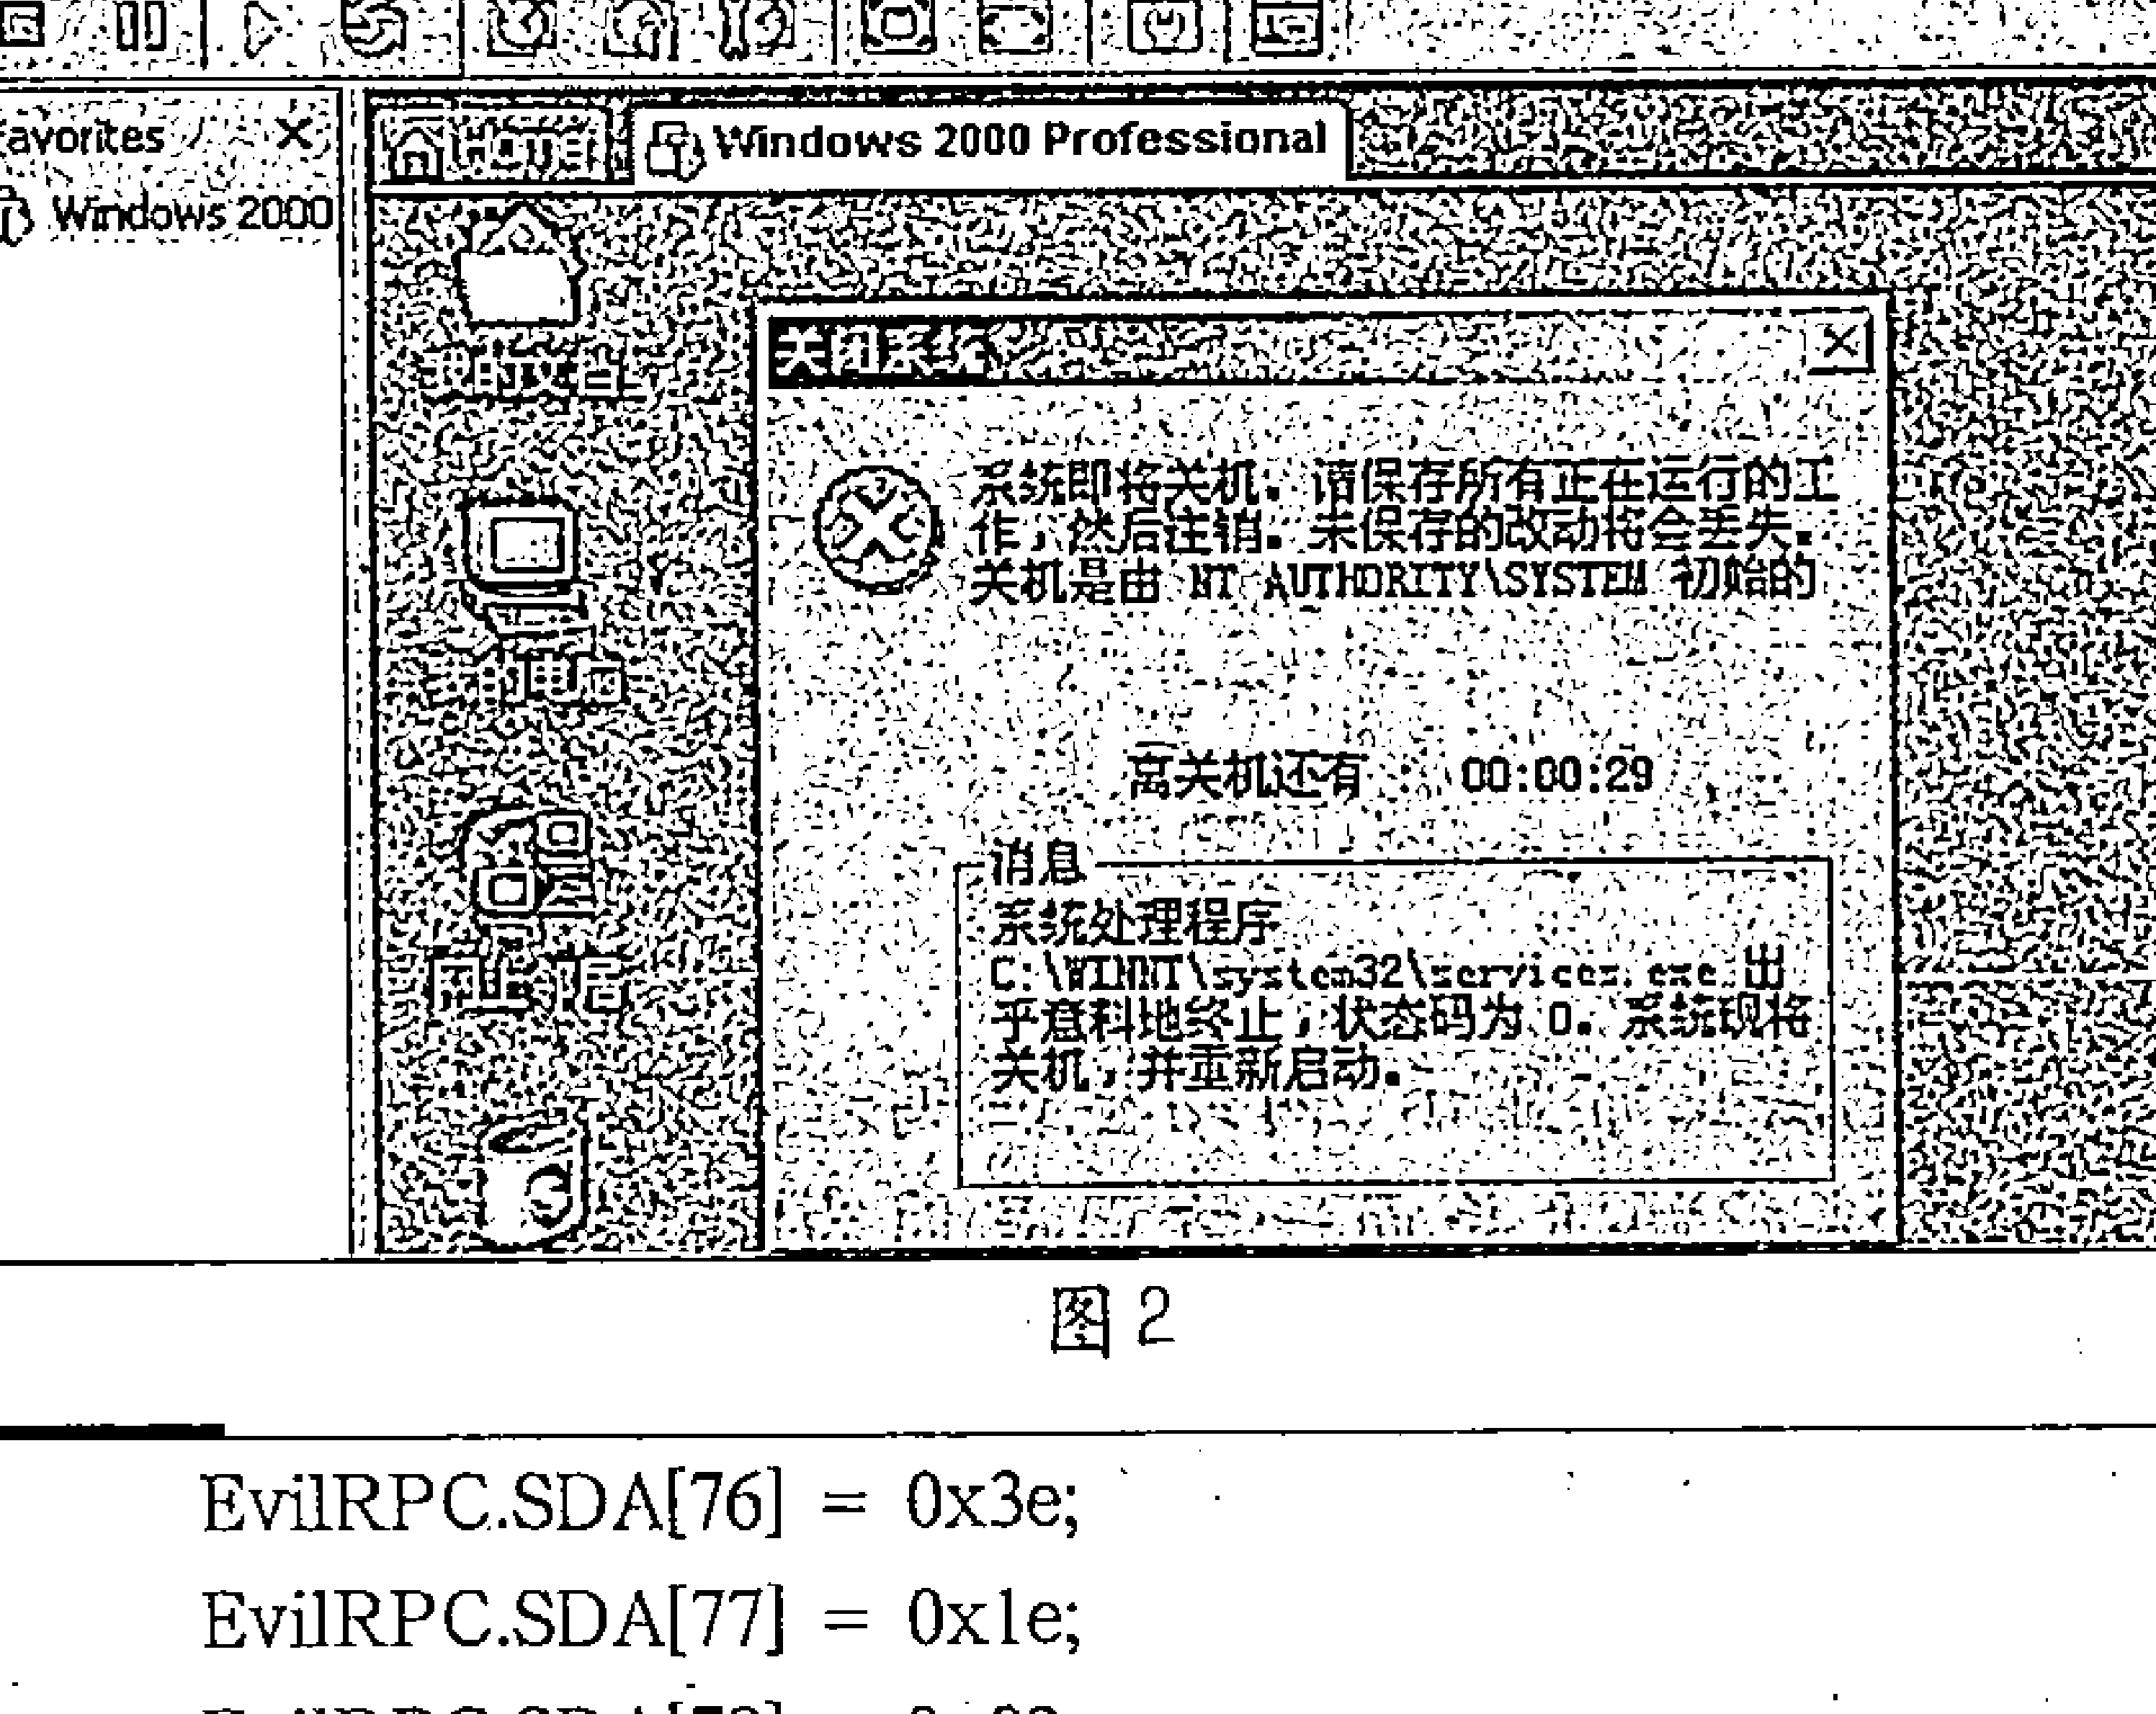 avorites
Windows 2000 Professional
Windows 2000
关闭系统
系统即将关机。请保存所有正在运行的工
作，然后注销。未保存的改动将会丢失。
关机是由 NT AUTHORITY\SYSTEM 初始的
离关机还有 : 00:00:29
消息
系统处理程序
C:\WINNT\system32\services.exe 出
乎意料地终止，状态码为 0。系统现将
关机，并重新启动。
我的电脑
图 2
EvilRPC.SDA[76] = 0x3e;
EvilRPC.SDA[77] = 0x1e;